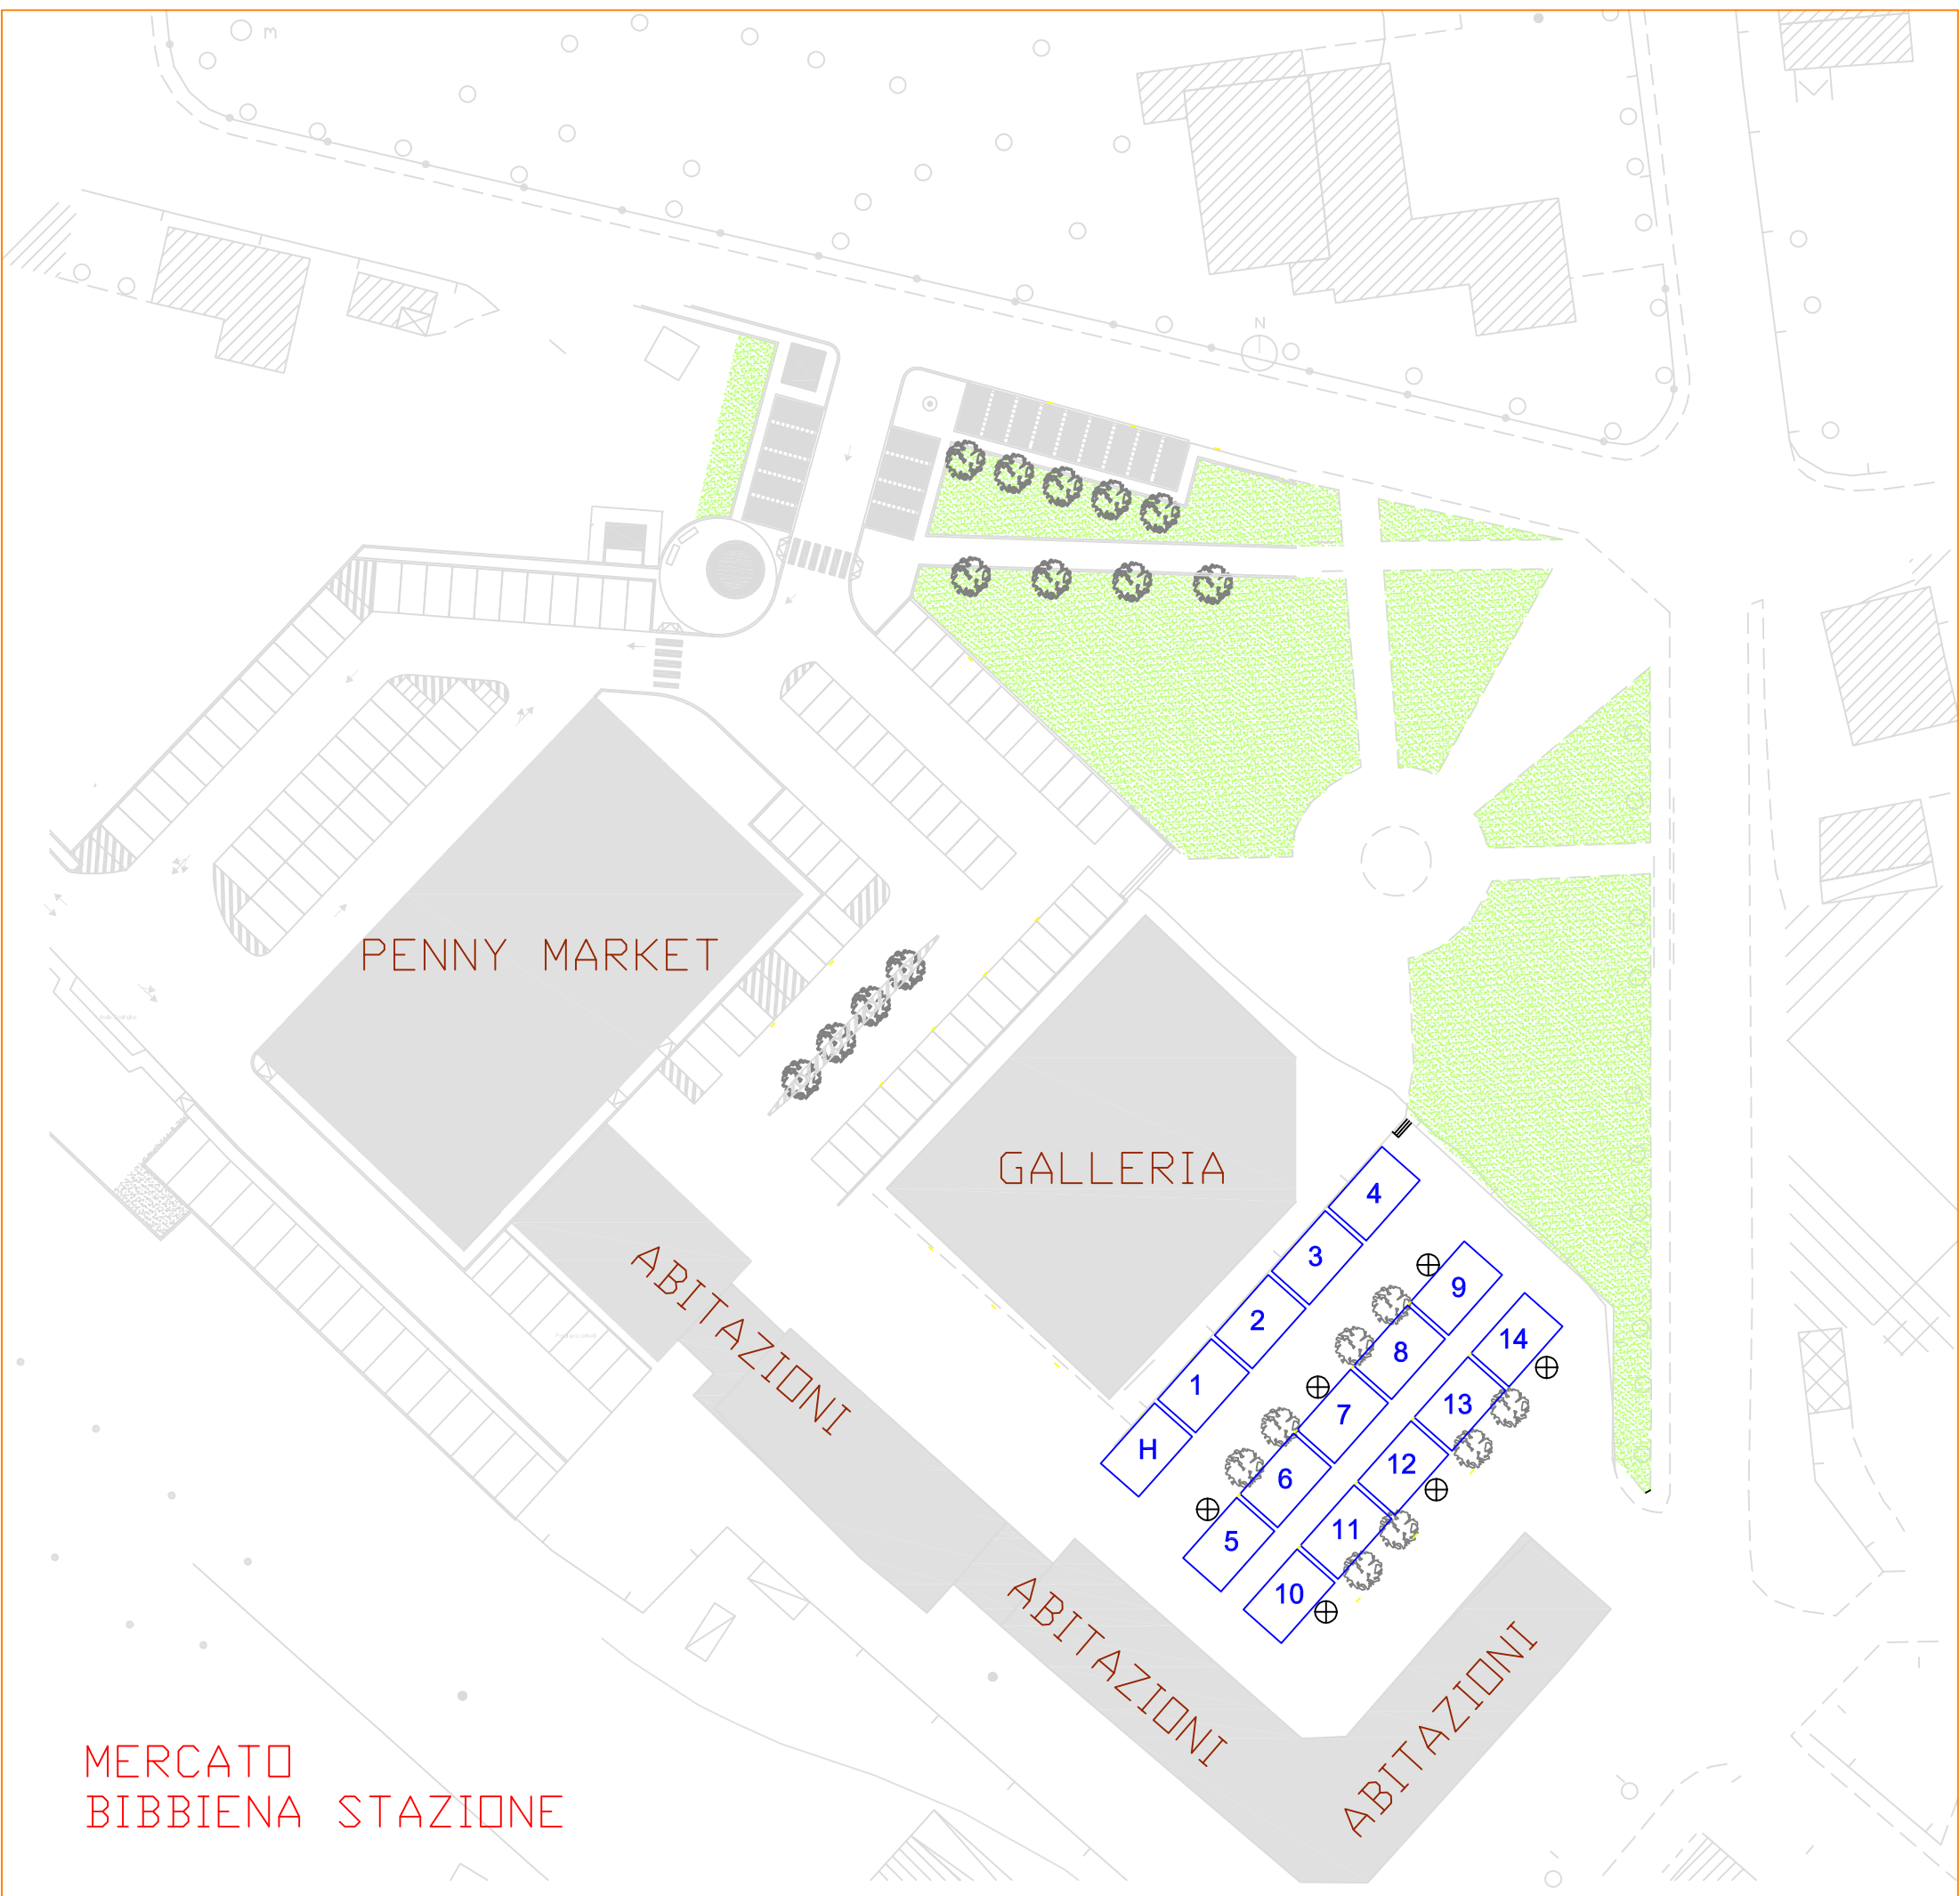 m
N
PENNY MARKET
GALLERIA
4
3
9
2
14
8
1
13
7
H
12
6
11
5
10
ABITAZIONI
ABITAZIONI
ABITAZIONI
MERCATO
BIBBIENA STAZIONE